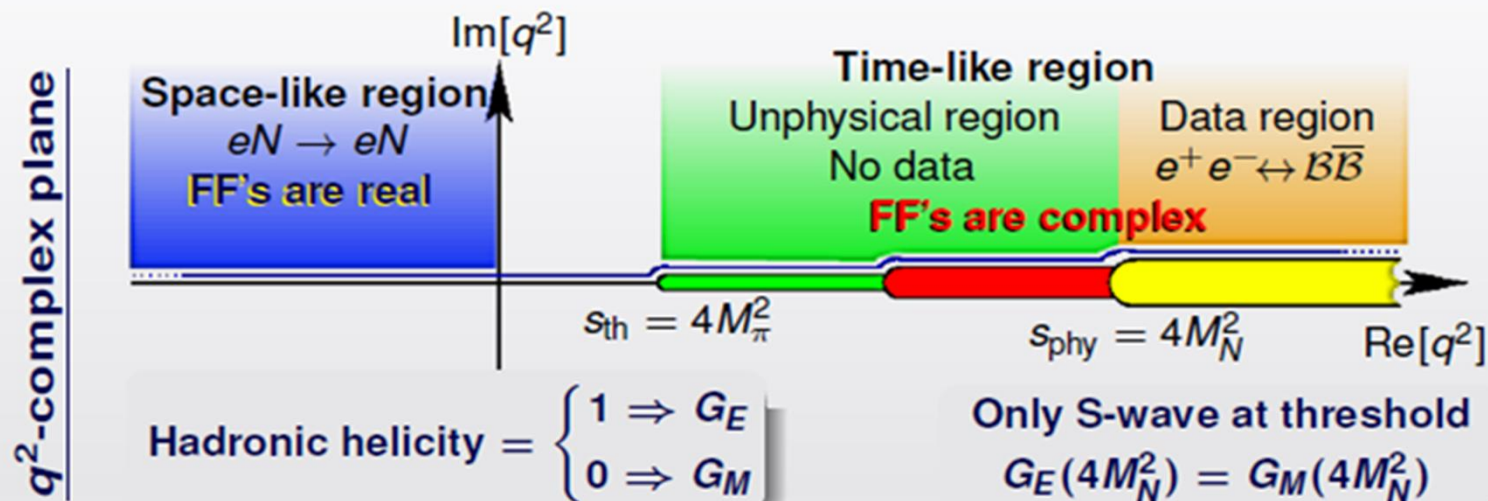 q²-complex plane
Im[q²]
Space-like region
eN → eN
FF's are real
Time-like region
Unphysical region
No data
Data region
e⁺e⁻ ↔ BB̅
FF's are complex
s_th = 4M_π²
s_phy = 4M_N²
Re[q²]
Hadronic helicity = { 1 ⇒ G_E
0 ⇒ G_M
Only S-wave at threshold
G_E(4M_N²) = G_M(4M_N²)